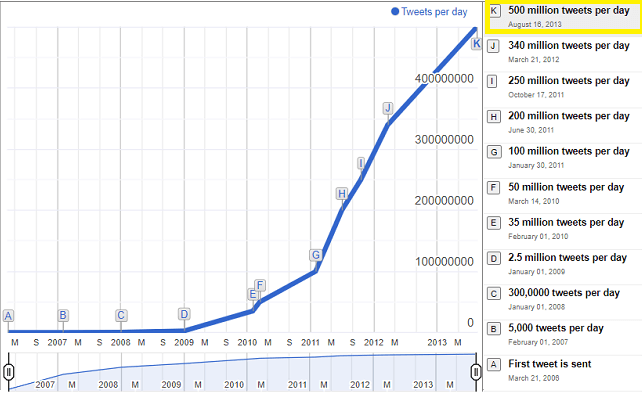 Tweets per day
K
400000000
J
300000000
I
H
200000000
G
100000000
F
E
A B C D
0
M S 2007 M S 2008 M S 2009 M S 2010 M S 2011 M S 2012 M 2013 M
2007 M 2008 M 2009 M 2010 M 2011 M 2012 M 2013 M
K 500 million tweets per day
August 16, 2013
J 340 million tweets per day
March 21, 2012
I 250 million tweets per day
October 17, 2011
H 200 million tweets per day
June 30, 2011
G 100 million tweets per day
January 30, 2011
F 50 million tweets per day
March 14, 2010
E 35 million tweets per day
February 01, 2010
D 2.5 million tweets per day
January 01, 2009
C 300,0000 tweets per day
January 01, 2008
B 5,000 tweets per day
February 01, 2007
A First tweet is sent
March 21, 2006